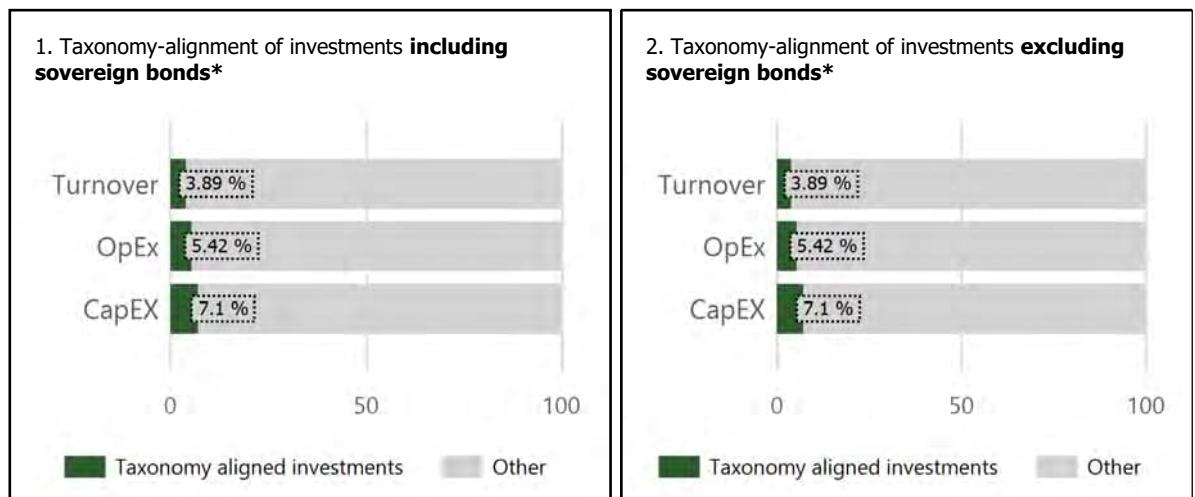 1. Taxonomy-alignment of investments including
sovereign bonds*
Turnover
3.89 %
OpEx
5.42 %
CapEX
7.1 %
0 50 100
Taxonomy aligned investments Other
2. Taxonomy-alignment of investments excluding
sovereign bonds*
Turnover
3.89 %
OpEx
5.42 %
CapEX
7.1 %
0 50 100
Taxonomy aligned investments Other